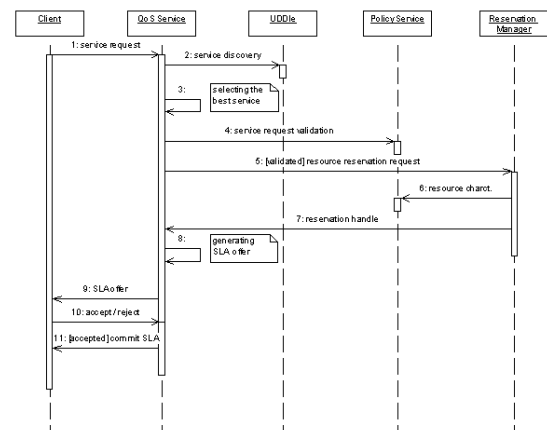 Client
QoS Service
UDDIe
Policy Service
Reservation
Manager
1: service request
2: service discovery
3:
selecting the
best service
4: service request validation
5: [validated] resource reservation request
6: resource charct.
7: reservation handle
8:
generating
SLA offer
9: SLA offer
10: accept / reject
11: [accepted] commit SLA